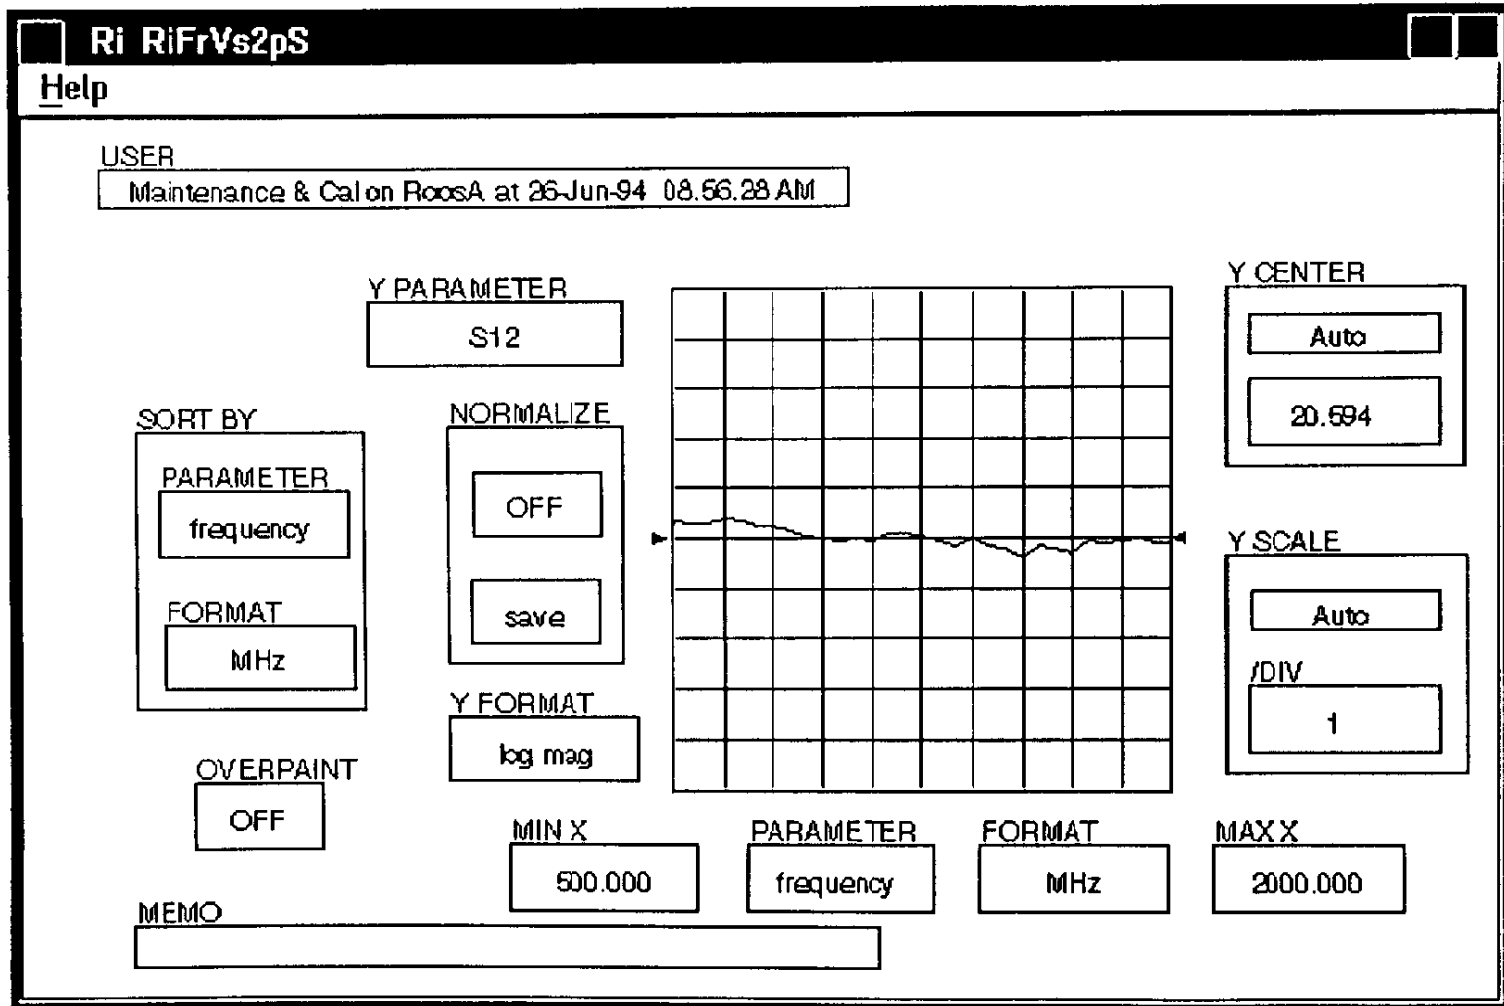 Ri RiFrVs2pS
Help
USER
Maintenance & Cal on RoosA at 26-Jun-94 08.56.28 AM
Y PARAMETER
S12
Y CENTER
Auto
20.594
SORT BY
PARAMETER
frequency
FORMAT
MHz
NORMALIZE
OFF
save
Y SCALE
Auto
/DIV
1
Y FORMAT
log mag
OVERPAINT
OFF
MIN X
500.000
PARAMETER
frequency
FORMAT
MHz
MAX X
2000.000
MEMO